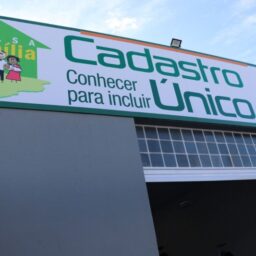 Cadastro
Conhecer
para incluir
Único